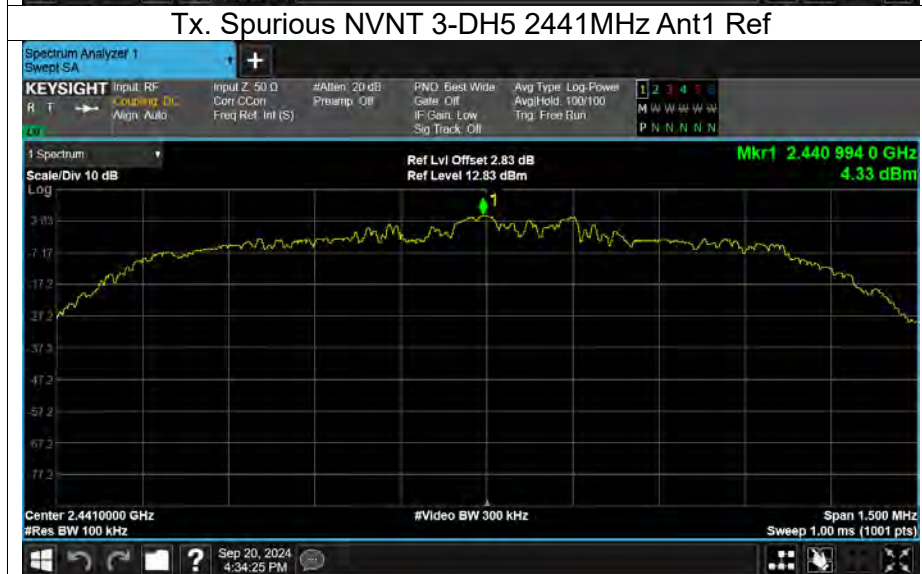 Tx. Spurious NVNT 3-DH5 2441MHz Ant1 Ref
Spectrum Analyzer 1
Swept SA
+
KEYSIGHT Input: RF Input Z: 50 Ω #Atten: 20 dB PNO: Best Wide Avg Type: Log-Power 1 2 3 4 5 6
R T Coupling: DC Corr CCorr Preamp: Off Gate: Off Avg|Hold: 100/100 M W W W W W
Align: Auto Freq Ref: Int (S) IF Gain: Low Trig: Free Run
Sig Track: Off P N N N N N
1 Spectrum Ref Lvl Offset 2.83 dB Mkr1 2.440 994 0 GHz
Scale/Div 10 dB Ref Level 12.83 dBm 4.33 dBm
Log
1
2.83
-7.17
-17.2
-27.2
-37.2
-47.2
-57.2
-67.2
-77.2
Center 2.4410000 GHz #Video BW 300 kHz Span 1.500 MHz
#Res BW 100 kHz Sweep 1.00 ms (1001 pts)
? Sep 20, 2024
4:34:25 PM